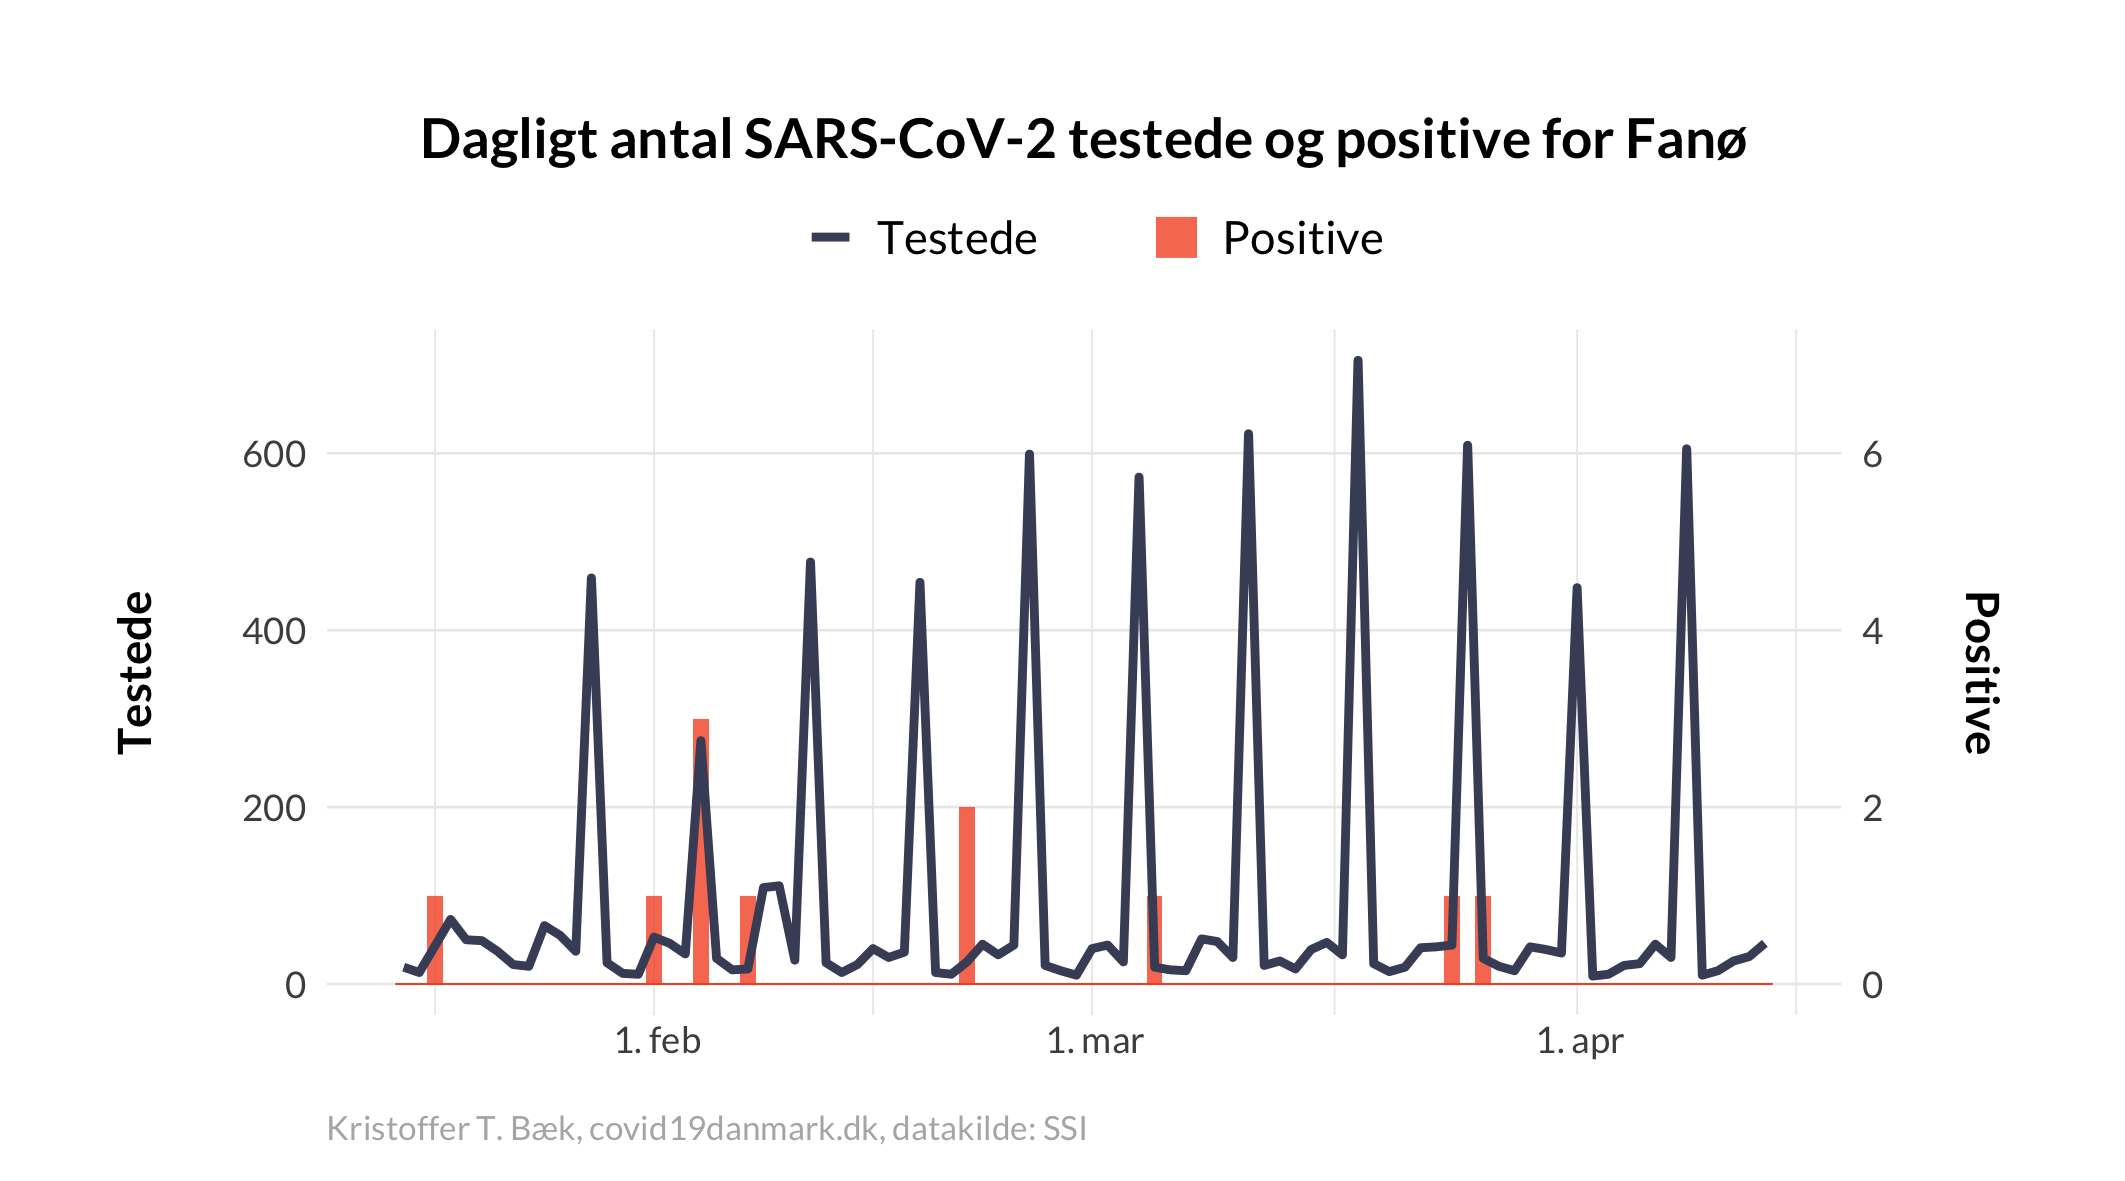 Dagligt antal SARS-CoV-2 testede og positive for Fanø
Testede
Positive
600
400
200
0
6
4
2
0
Testede
Positive
1. feb
1. mar
1. apr
Kristoffer T. Bæk, covid19danmark.dk, datakilde: SSI